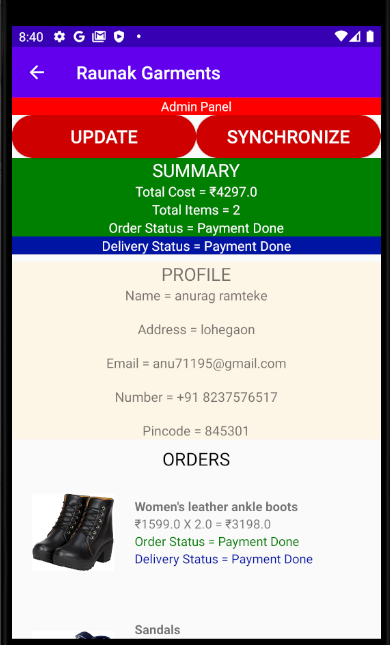 8:40
Raunak Garments
Admin Panel
UPDATE SYNCHRONIZE
SUMMARY
Total Cost = ₹4297.0
Total Items = 2
Order Status = Payment Done
Delivery Status = Payment Done
PROFILE
Name = anurag ramteke
Address = lohegaon
Email = anu71195@gmail.com
Number = +91 8237576517
Pincode = 845301
ORDERS
Women's leather ankle boots
₹1599.0 X 2.0 = ₹3198.0
Order Status = Payment Done
Delivery Status = Payment Done
Sandals